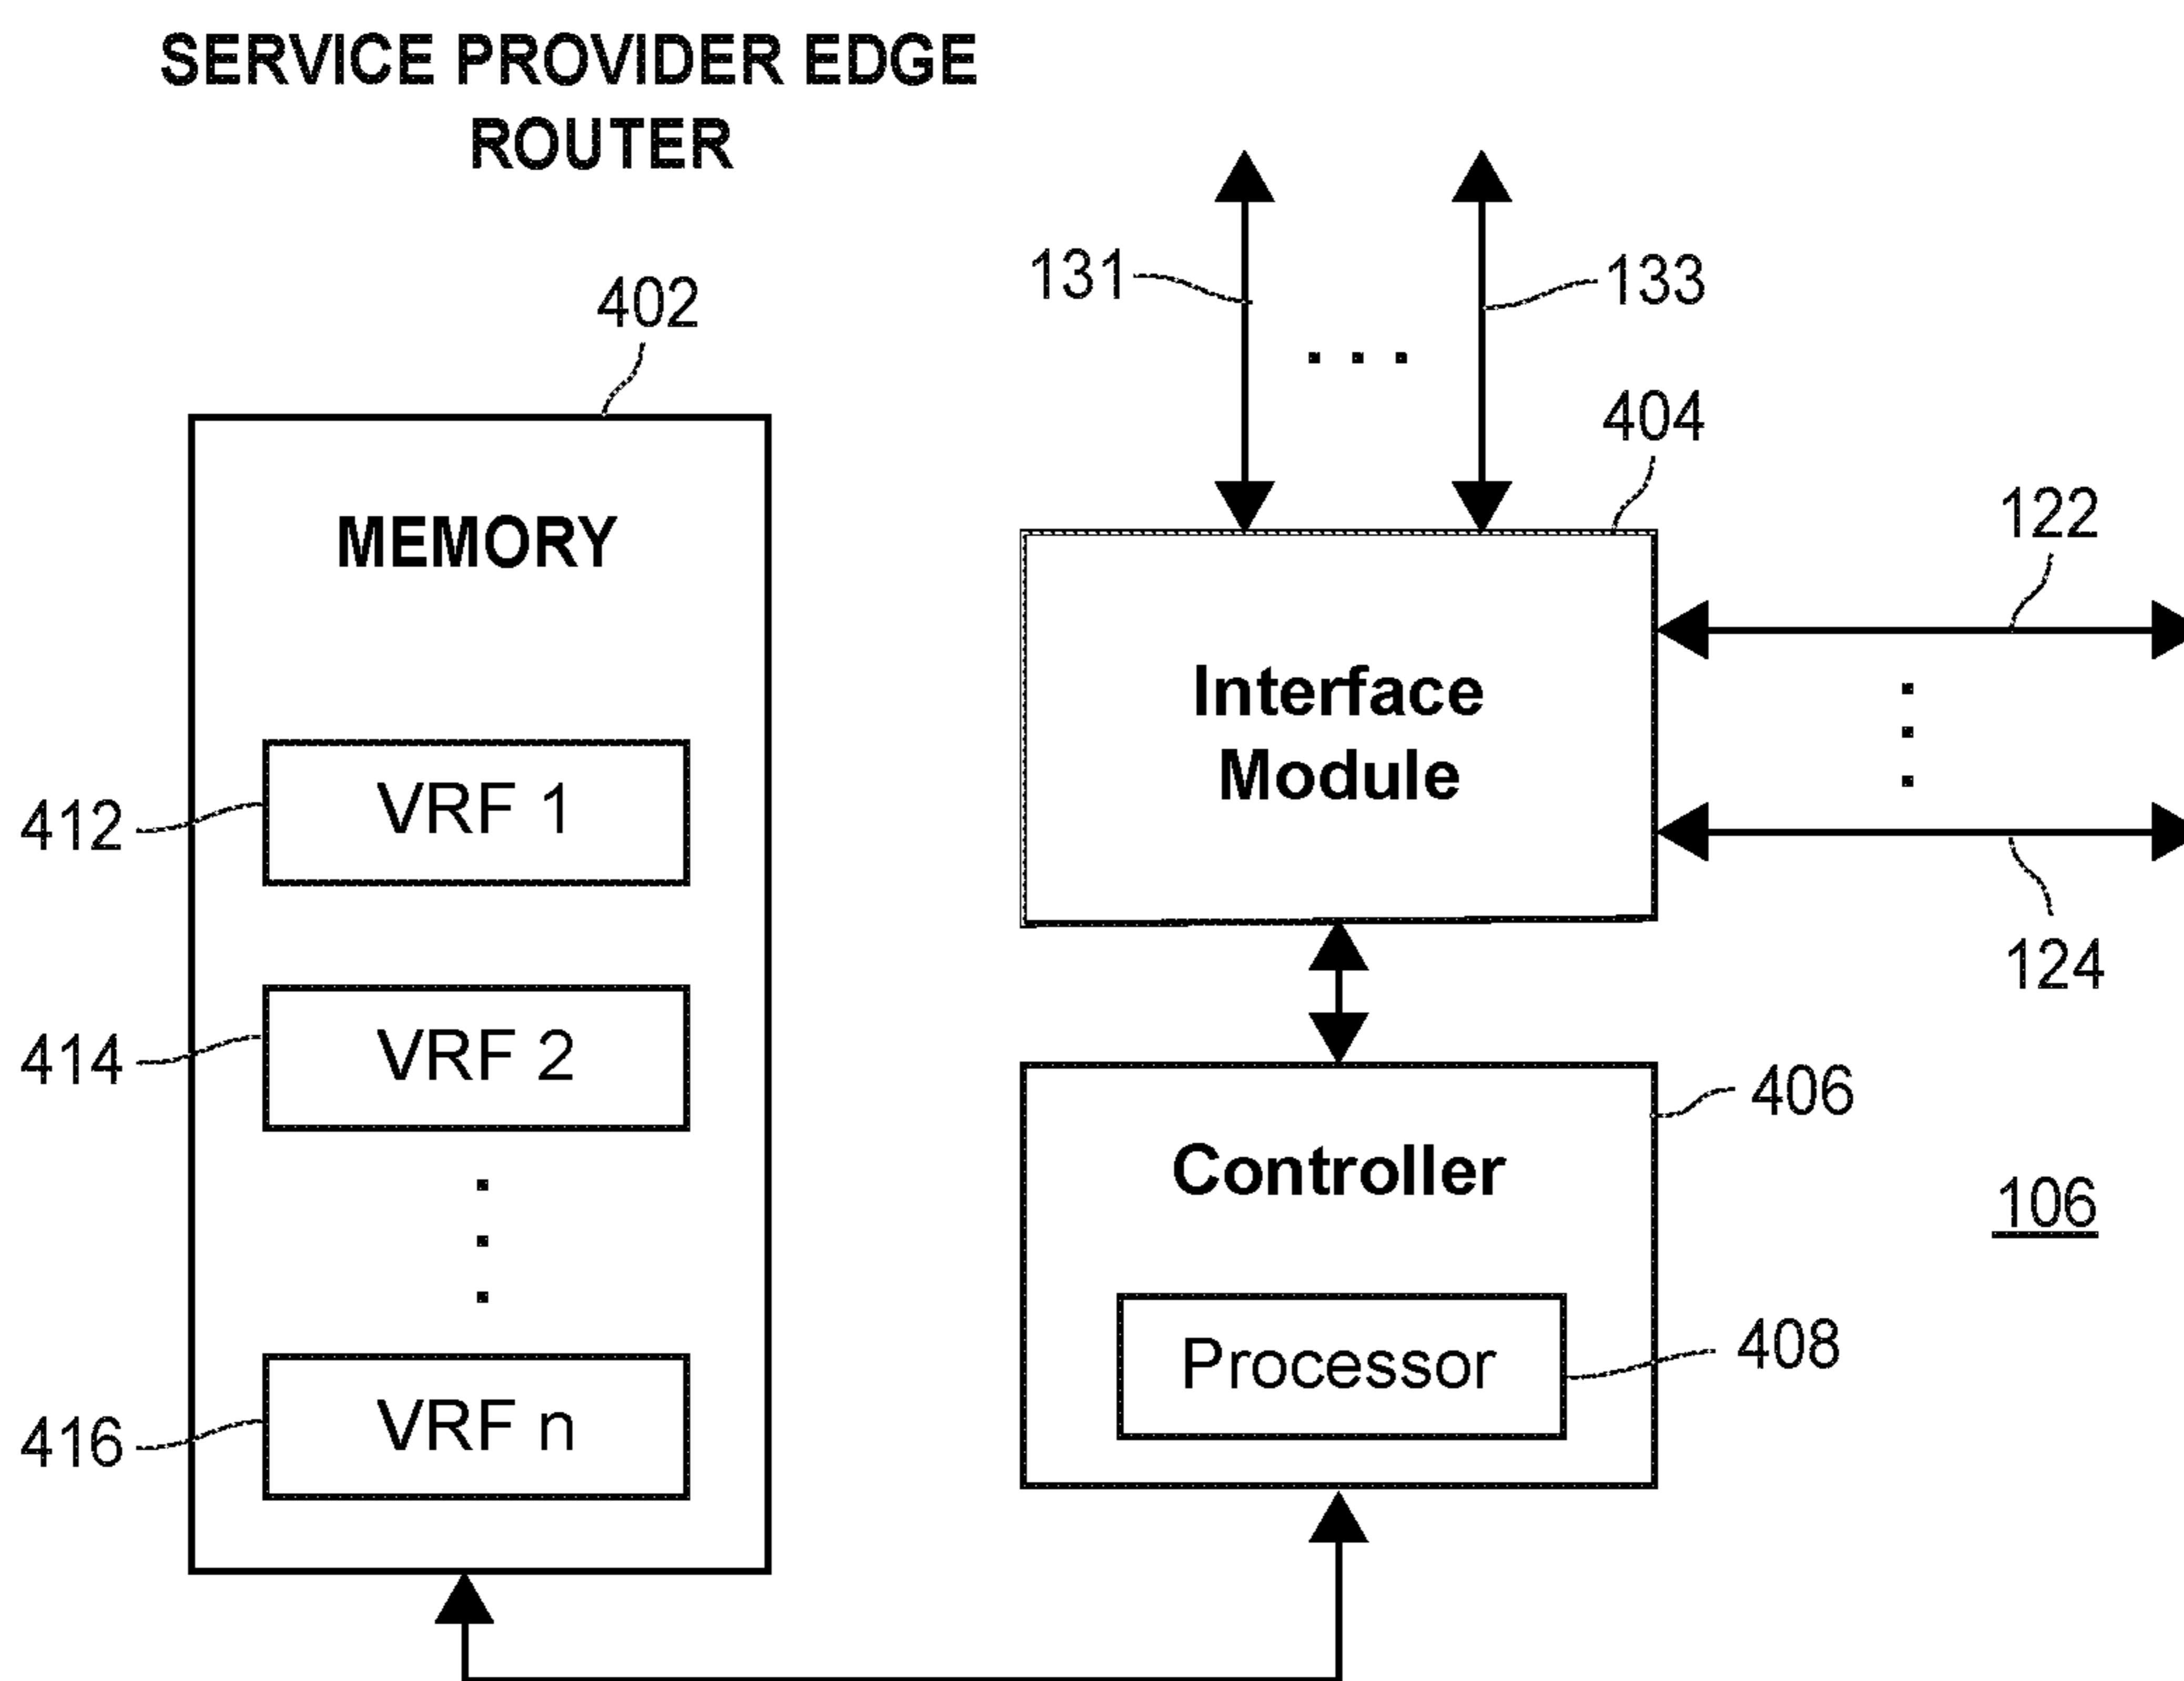 SERVICE PROVIDER EDGE
ROUTER
131
133
402
404
MEMORY
122
Interface
Module
VRF 1
412
124
VRF 2
414
406
Controller
106
Processor
408
VRF n
416